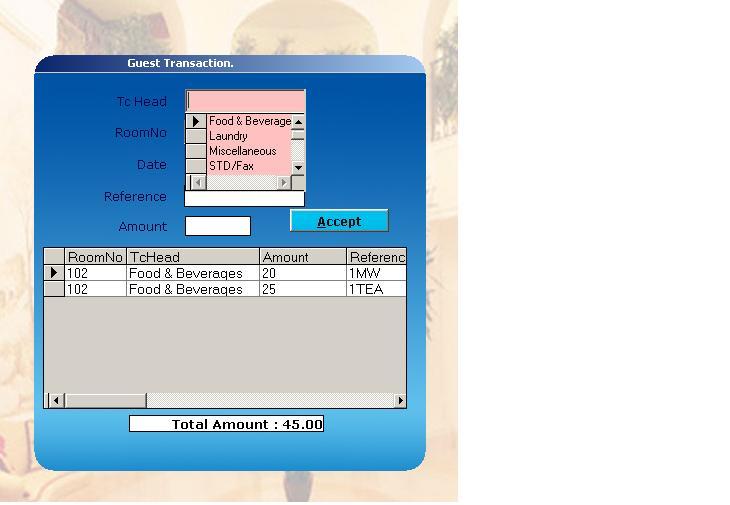 Guest Transaction.
Tc Head
Food & Beverage
RoomNo
Laundry
Miscellaneous
Date
STD/Fax
Reference
Amount
Accept
RoomNo TcHead Amount Referenc
102 Food & Beverages 20 1MW
102 Food & Beverages 25 1TEA
Total Amount : 45.00